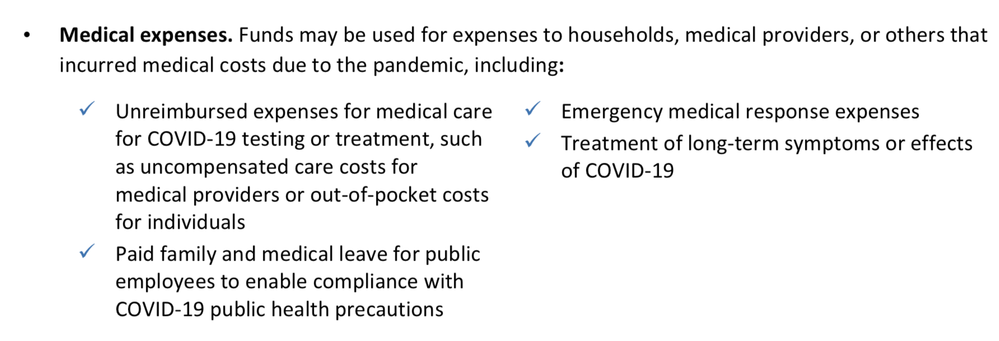 • Medical expenses. Funds may be used for expenses to households, medical providers, or others that
incurred medical costs due to the pandemic, including:
✓ Unreimbursed expenses for medical care
for COVID-19 testing or treatment, such
as uncompensated care costs for
medical providers or out-of-pocket costs
for individuals
✓ Paid family and medical leave for public
employees to enable compliance with
COVID-19 public health precautions
✓ Emergency medical response expenses
✓ Treatment of long-term symptoms or effects
of COVID-19